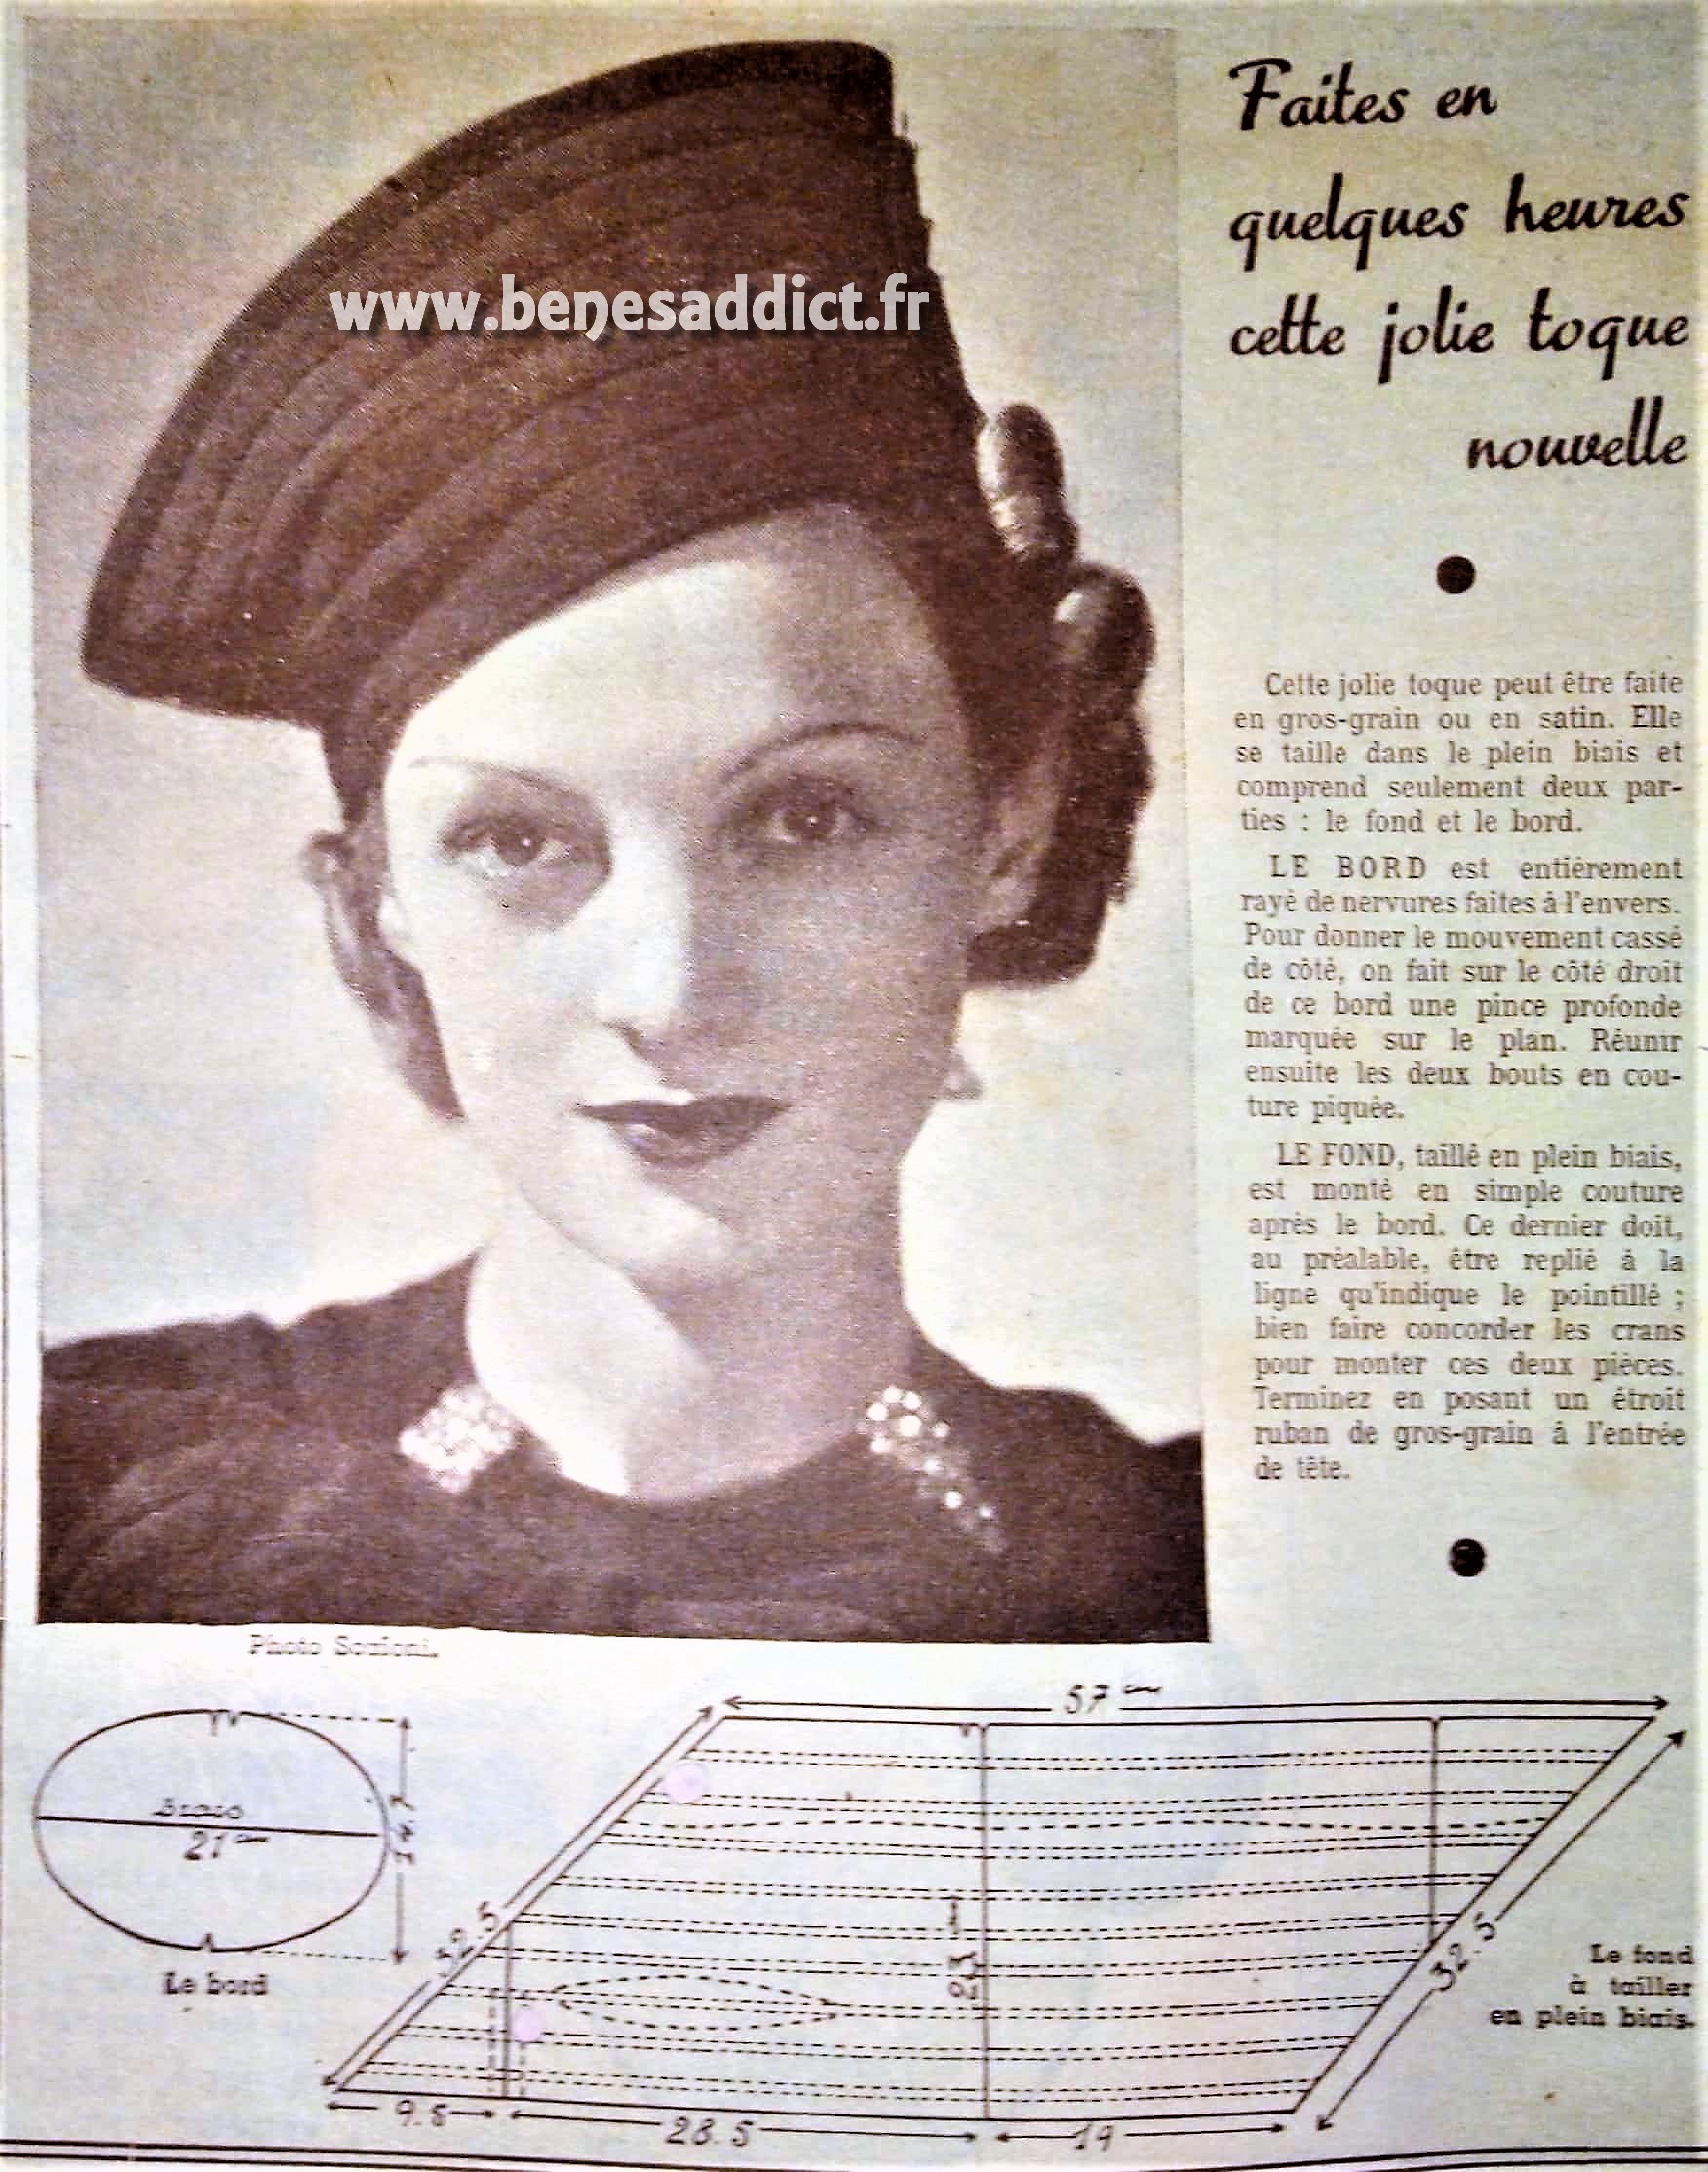 Faites en
quelques heures
cette jolie toque
nouvelle
www.benesaddict.fr
Cette jolie toque peut être faite
en gros-grain ou en satin. Elle
se taille dans le plein biais et
comprend seulement deux par-
ties : le fond et le bord.
LE BORD est entièrement
rayé de nervures faites à l'envers.
Pour donner le mouvement cassé
de côté, on fait sur le côté droit
de ce bord une pince profonde
marquée sur le plan. Réunir
ensuite les deux bouts en cou-
ture piquée.
LE FOND, taillé en plein biais,
est monté en simple couture
après le bord. Ce dernier doit,
au préalable, être replié à la
ligne qu'indique le pointillé ;
bien faire concorder les crans
pour monter ces deux pièces.
Terminez en posant un étroit
ruban de gros-grain à l'entrée
de tête.
Photo
57 cm
21 cm
14.7
Le bord
32.5
23
32.5
Le fond
à tailler
en plein biais.
9.5
28.5
19